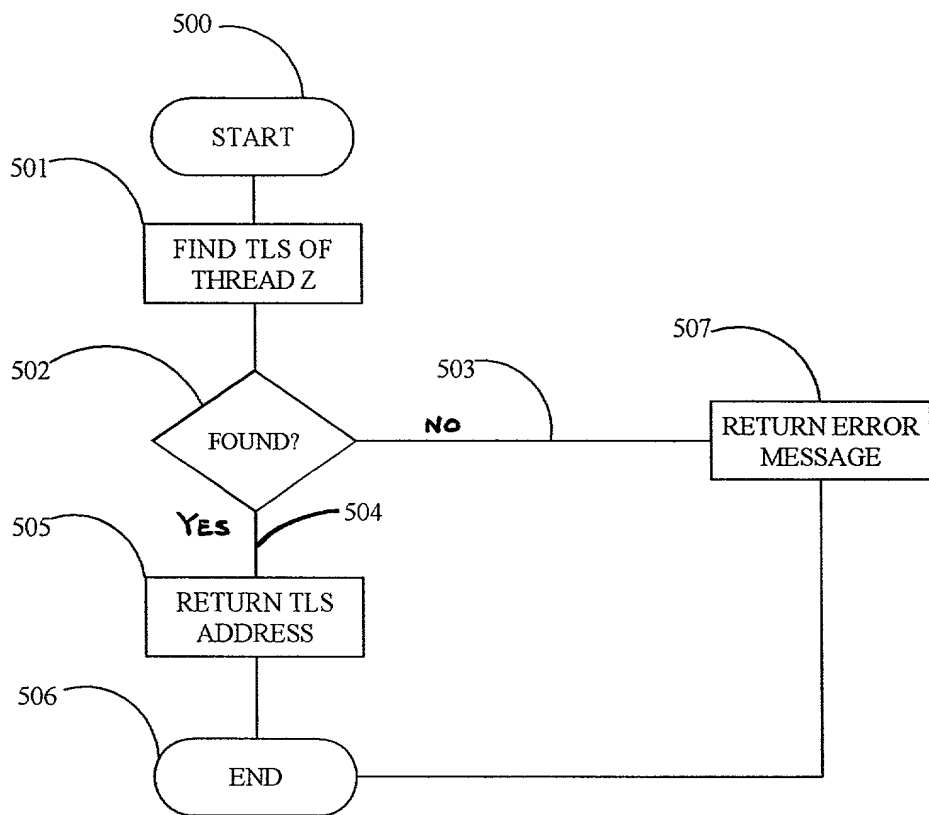 500
START
501
FIND TLS OF
THREAD Z
502
FOUND?
NO
503
507
RETURN ERROR
MESSAGE
YES
504
505
RETURN TLS
ADDRESS
506
END